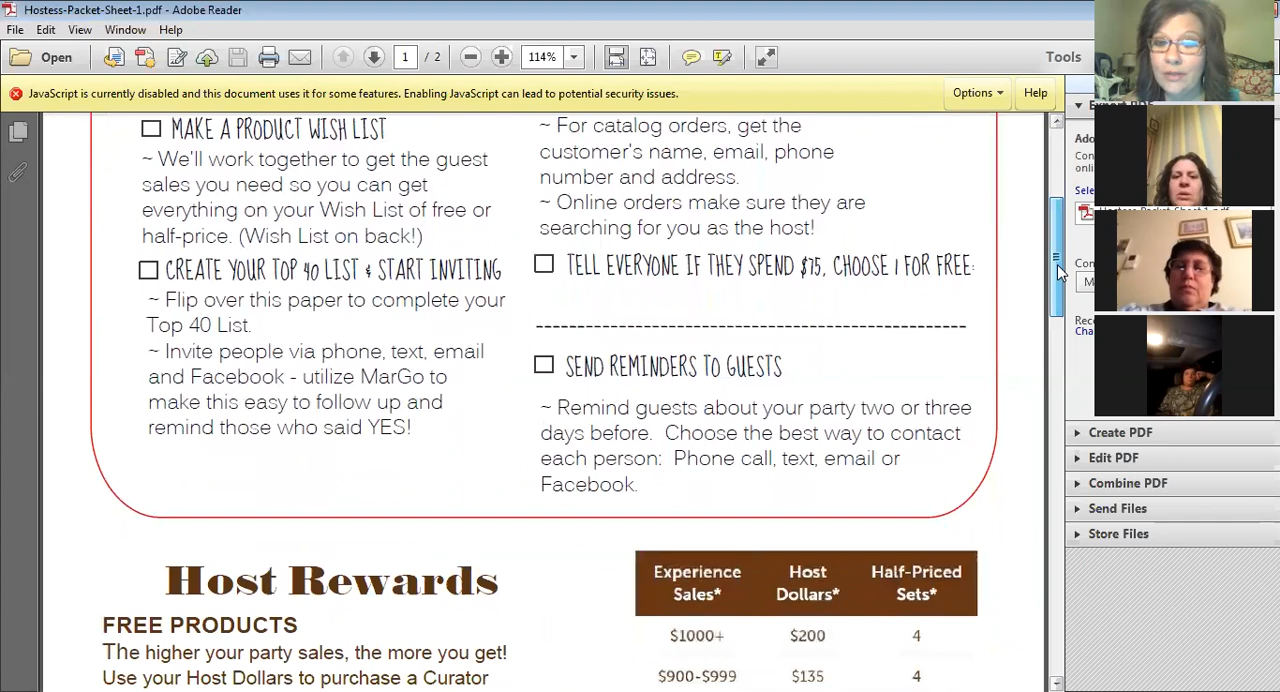 Hostess-Packet-Sheet-1.pdf - Adobe Reader
File Edit View Window Help
Open 1 / 2 114% Tools
JavaScript is currently disabled and this document uses it for some features. Enabling JavaScript can lead to potential security issues. Options Help
MAKE A PRODUCT WISH LIST
~ We'll work together to get the guest
sales you need so you can get
everything on your Wish List of free or
half-price. (Wish List on back!)
CREATE YOUR TOP 40 LIST & START INVITING
~ Flip over this paper to complete your
Top 40 List.
~ Invite people via phone, text, email
and Facebook - utilize MarGo to
make this easy to follow up and
remind those who said YES!
~ For catalog orders, get the
customer's name, email, phone
number and address.
~ Online orders make sure they are
searching for you as the host!
TELL EVERYONE IF THEY SPEND $75, CHOOSE 1 FOR FREE:
SEND REMINDERS TO GUESTS
~ Remind guests about your party two or three
days before. Choose the best way to contact
each person: Phone call, text, email or
Facebook.
Host Rewards
FREE PRODUCTS
The higher your party sales, the more you get!
Use your Host Dollars to purchase a Curator
Experience Host Half-Priced
Sales* Dollars* Sets*
$1000+ $200 4
$900-$999 $135 4
Create PDF
Edit PDF
Combine PDF
Send Files
Store Files